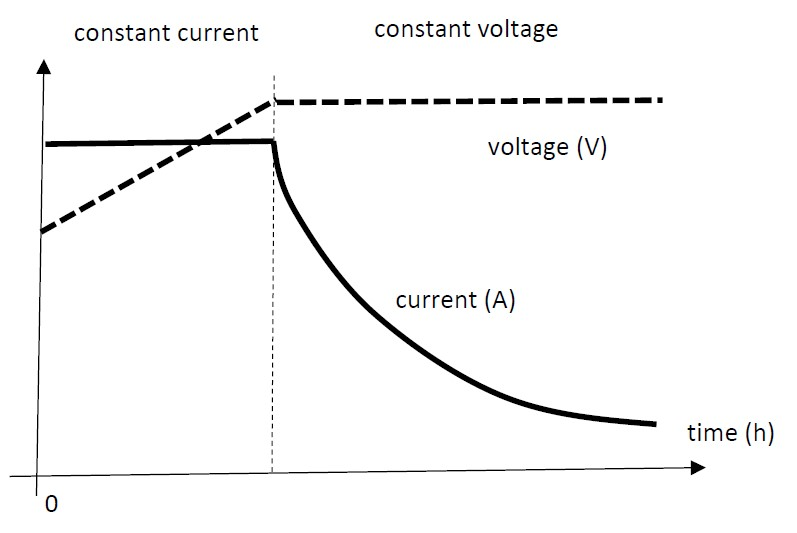 constant current
constant voltage
voltage (V)
current (A)
time (h)
0